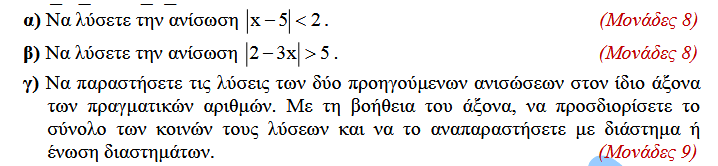 α) Να λύσετε την ανίσωση |x − 5| < 2 . (Μονάδες 8)
β) Να λύσετε την ανίσωση |2 − 3x| > 5 . (Μονάδες 8)
γ) Να παραστήσετε τις λύσεις των δύο προηγούμενων ανισώσεων στον ίδιο άξονα
των πραγματικών αριθμών. Με τη βοήθεια του άξονα, να προσδιορίσετε το
σύνολο των κοινών τους λύσεων και να το αναπαραστήσετε με διάστημα ή
ένωση διαστημάτων. (Μονάδες 9)